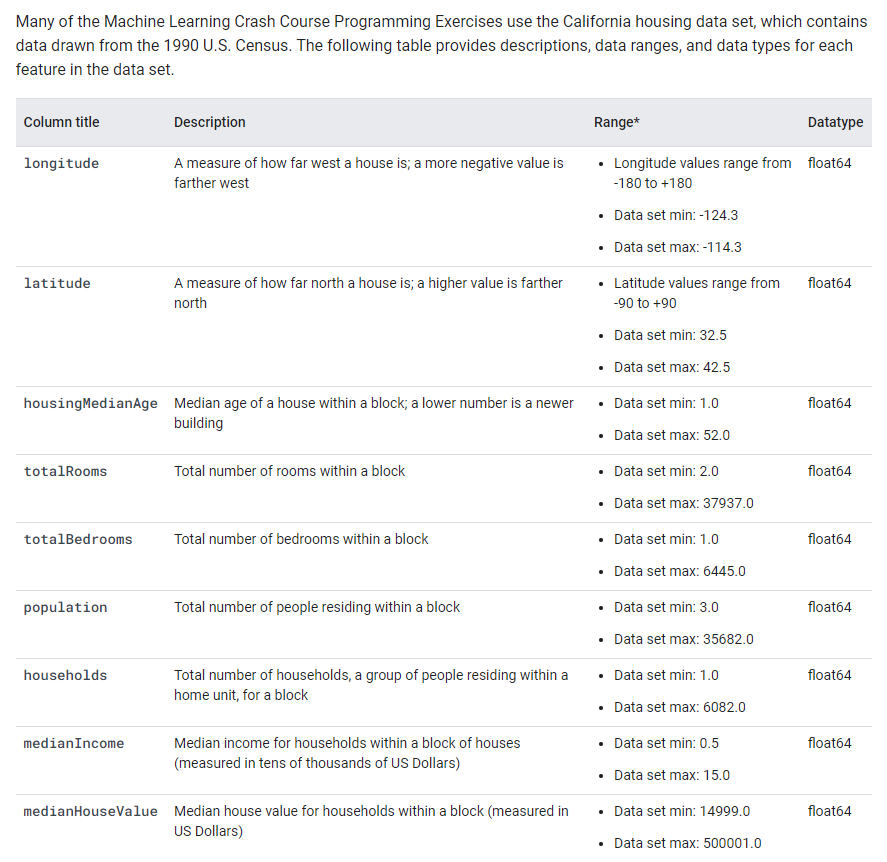 Many of the Machine Learning Crash Course Programming Exercises use the California housing data set, which contains
data drawn from the 1990 U.S. Census. The following table provides descriptions, data ranges, and data types for each
feature in the data set.
Column title Description Range* Datatype
longitude A measure of how far west a house is; a more negative value is • Longitude values range from float64
farther west -180 to +180
• Data set min: -124.3
• Data set max: -114.3
latitude A measure of how far north a house is; a higher value is farther • Latitude values range from float64
north -90 to +90
• Data set min: 32.5
• Data set max: 42.5
housingMedianAge Median age of a house within a block; a lower number is a newer • Data set min: 1.0 float64
building
• Data set max: 52.0
totalRooms Total number of rooms within a block • Data set min: 2.0 float64
• Data set max: 37937.0
totalBedrooms Total number of bedrooms within a block • Data set min: 1.0 float64
• Data set max: 6445.0
population Total number of people residing within a block • Data set min: 3.0 float64
• Data set max: 35682.0
households Total number of households, a group of people residing within a • Data set min: 1.0 float64
home unit, for a block
• Data set max: 6082.0
medianIncome Median income for households within a block of houses • Data set min: 0.5 float64
(measured in tens of thousands of US Dollars)
• Data set max: 15.0
medianHouseValue Median house value for households within a block (measured in • Data set min: 14999.0 float64
US Dollars)
• Data set max: 500001.0